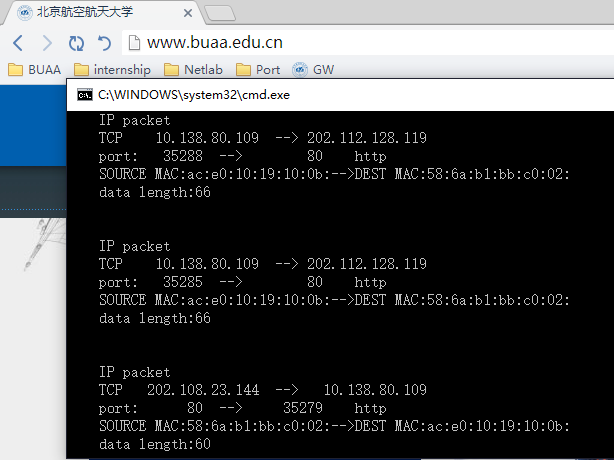 北京航空航天大学
www.buaa.edu.cn
BUAA internship Netlab Port GW
C:\WINDOWS\system32\cmd.exe
IP packet
TCP 10.138.80.109 --> 202.112.128.119
port: 35288 --> 80 http
SOURCE MAC:ac:e0:10:19:10:0b:-->DEST MAC:58:6a:b1:bb:c0:02:
data length:66
IP packet
TCP 10.138.80.109 --> 202.112.128.119
port: 35285 --> 80 http
SOURCE MAC:ac:e0:10:19:10:0b:-->DEST MAC:58:6a:b1:bb:c0:02:
data length:66
IP packet
TCP 202.108.23.144 --> 10.138.80.109
port: 80 --> 35279 http
SOURCE MAC:58:6a:b1:bb:c0:02:-->DEST MAC:ac:e0:10:19:10:0b:
data length:60